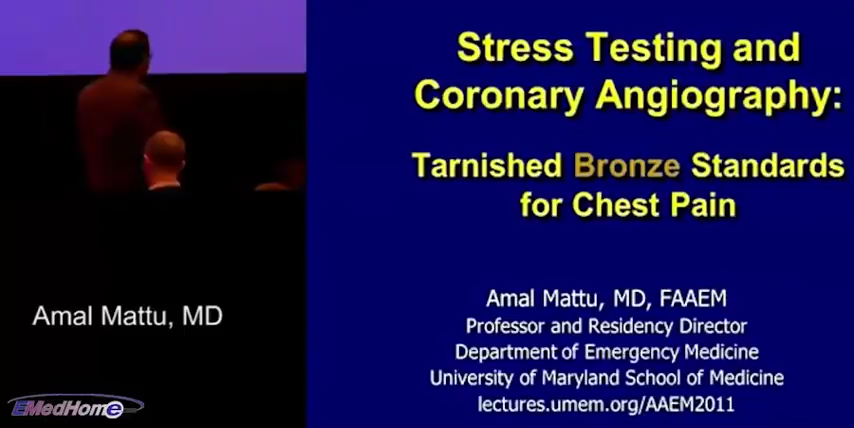 Stress Testing and
Coronary Angiography:
Tarnished Bronze Standards
for Chest Pain
Amal Mattu, MD, FAAEM
Professor and Residency Director
Department of Emergency Medicine
University of Maryland School of Medicine
lectures.umem.org/AAEM2011
Amal Mattu, MD
EMedHome